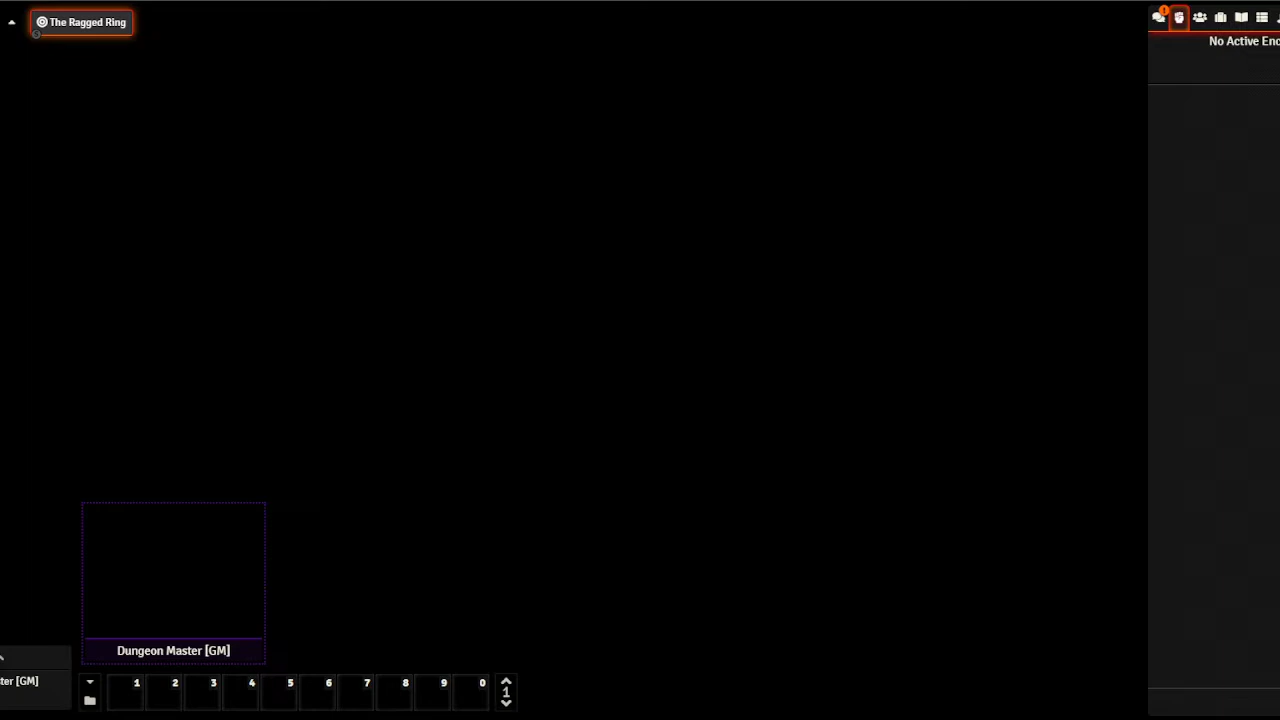 The Ragged Ring
S
No Active Enc
Dungeon Master [GM]
ter [GM]
1 2 3 4 5 6 7 8 9 0
1